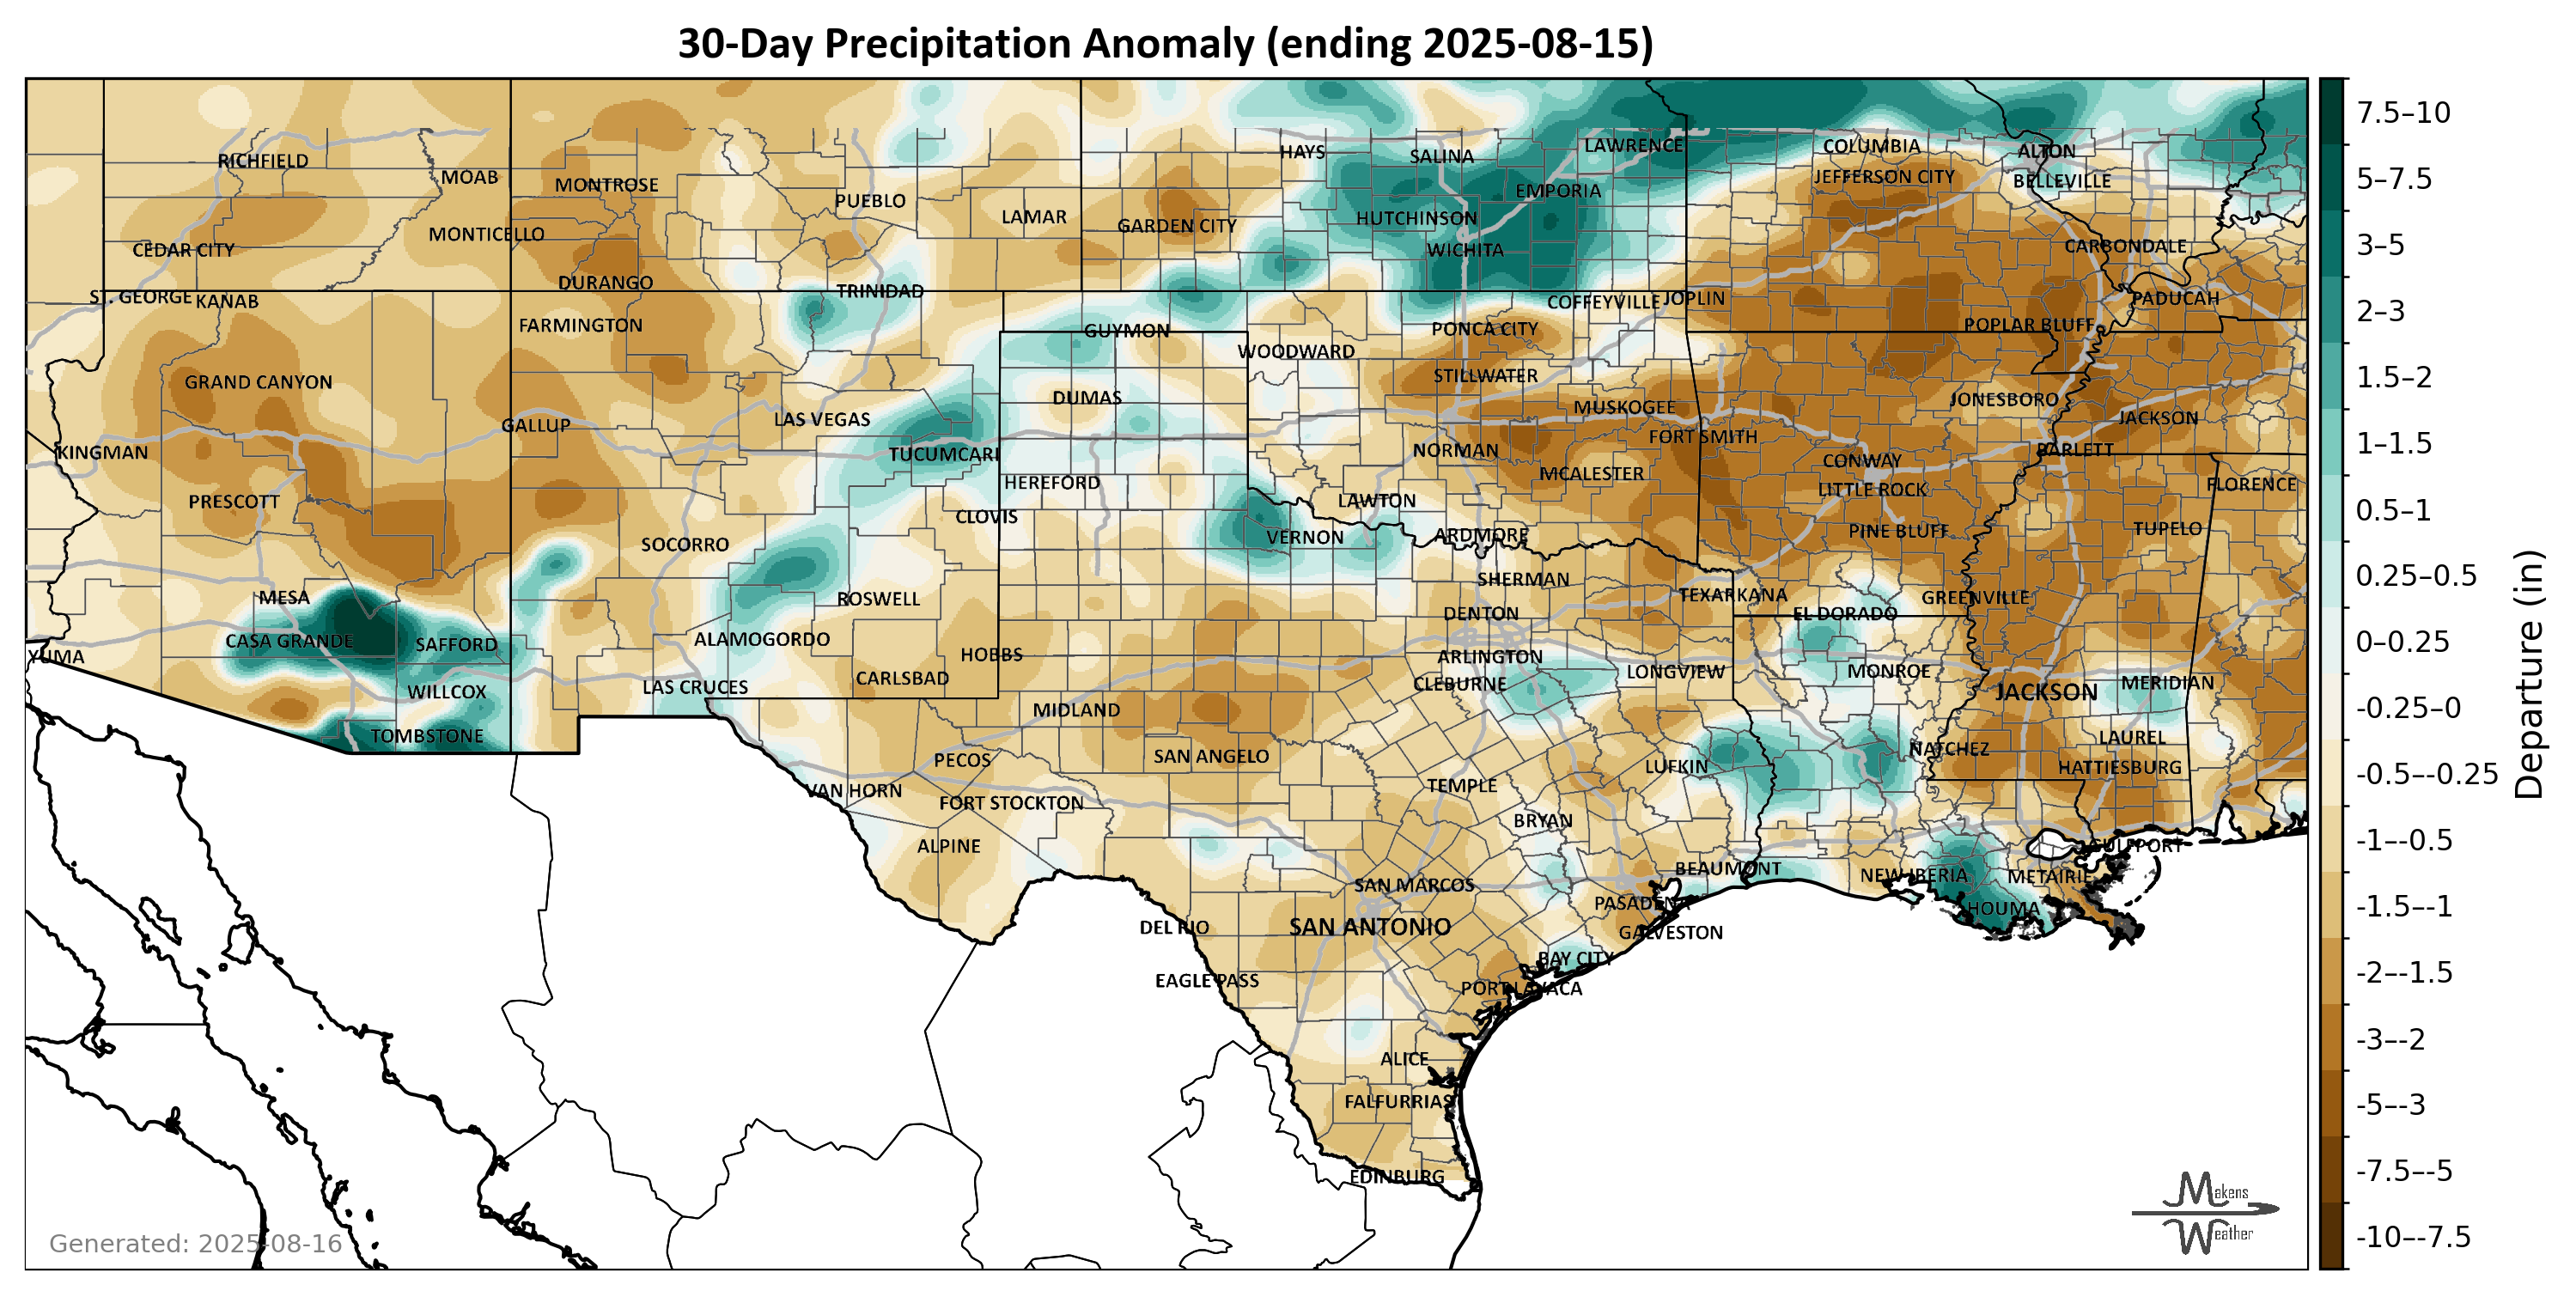 30-Day Precipitation Anomaly (ending 2025-08-15)
HAYS
SALINA
LAWRENCE
COLUMBIA
ALTON
RICHFIELD
MOAB
MONTROSE
EMPORIA
JEFFERSON CITY
BELLEVILLE
PUEBLO
LAMAR
GARDEN CITY
HUTCHINSON
MONTICELLO
CEDAR CITY
WICHITA
CARBONDALE
DURANGO
TRINIDAD
ST. GEORGE
KANAB
COFFEYVILLE
JOPLIN
PADUCAH
FARMINGTON
GUYMON
PONCA CITY
POPLAR BLUFF
WOODWARD
GRAND CANYON
STILLWATER
DUMAS
MUSKOGEE
JONESBORO
GALLUP
LAS VEGAS
FORT SMITH
JACKSON
KINGMAN
TUCUMCARI
NORMAN
BARLETT
MCALESTER
CONWAY
HEREFORD
LITTLE ROCK
FLORENCE
PRESCOTT
LAWTON
CLOVIS
VERNON
ARDMORE
PINE BLUFF
TUPELO
SOCORRO
SHERMAN
MESA
ROSWELL
TEXARKANA
GREENVILLE
CASA GRANDE
SAFFORD
ALAMOGORDO
DENTON
EL DORADO
YUMA
HOBBS
ARLINGTON
CARLSBAD
CLEBURNE
LONGVIEW
MONROE
MERIDIAN
WILLCOX
LAS CRUCES
JACKSON
MIDLAND
TOMBSTONE
LAUREL
SAN ANGELO
NATCHEZ
PECOS
LUFKIN
HATTIESBURG
VAN HORN
FORT STOCKTON
TEMPLE
BRYAN
ALPINE
GULFPORT
BEAUMONT
SAN MARCOS
NEW IBERIA
METAIRIE
PASADENA
HOUMA
DEL RIO
SAN ANTONIO
GALVESTON
BAY CITY
EAGLE PASS
PORT LAVACA
ALICE
FALFURRIAS
EDINBURG
Generated: 2025-08-16
Makens
Weather
7.5–10
5–7.5
3–5
2–3
1.5–2
1–1.5
0.5–1
0.25–0.5
0–0.25
-0.25–0
-0.5–-0.25
-1–-0.5
-1.5–-1
-2–-1.5
-3–-2
-5–-3
-7.5–-5
-10–-7.5
Departure (in)